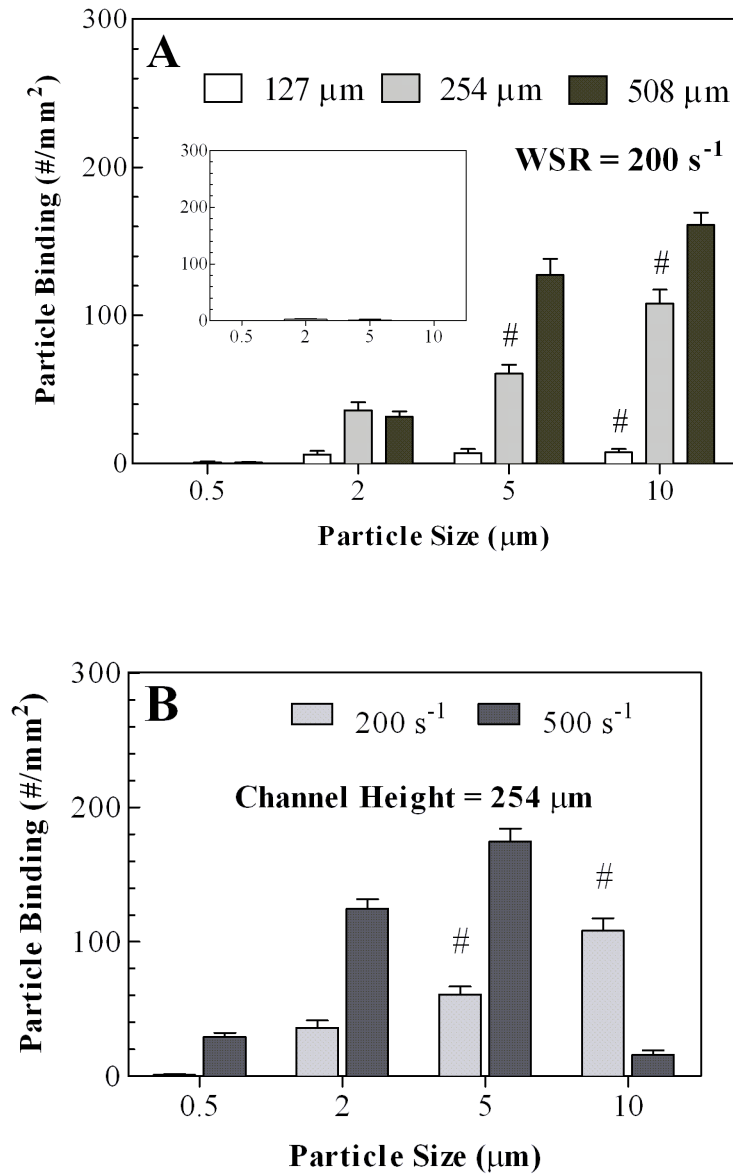 A
127 μm 254 μm 508 μm
WSR = 200 s⁻¹
Particle Binding (#/mm²)
300
200
100
0
300
200
100
0
0.5 2 5 10
# # # 
0.5 2 5 10
Particle Size (μm)
B
200 s⁻¹ 500 s⁻¹
Channel Height = 254 μm
Particle Binding (#/mm²)
300
200
100
0
# #
0.5 2 5 10
Particle Size (μm)